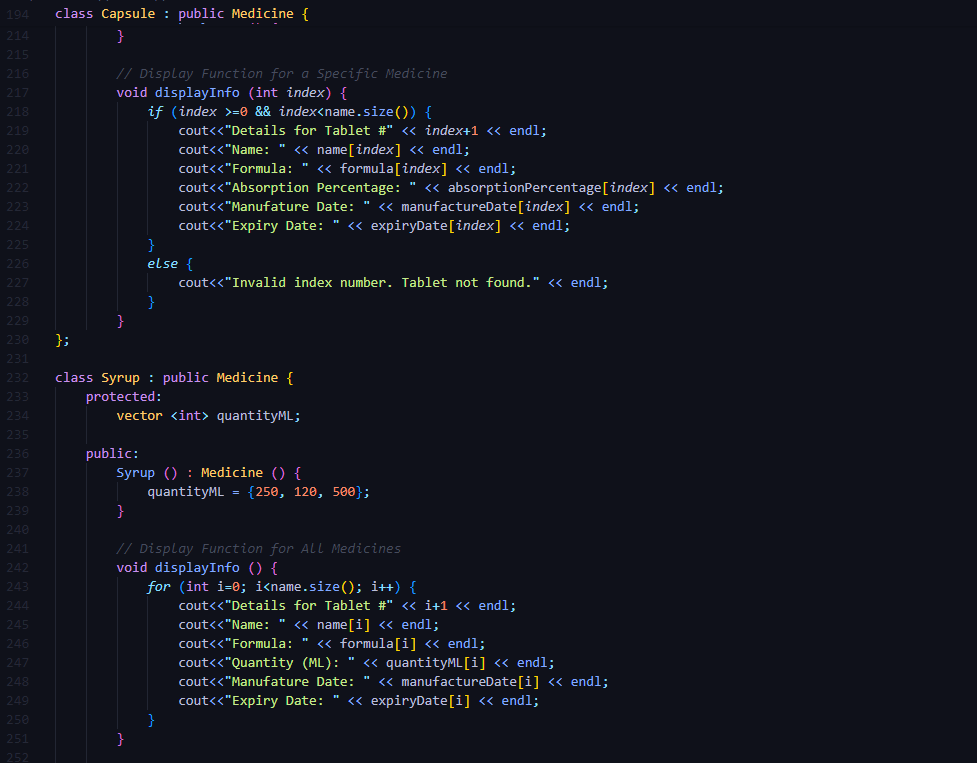 194 class Capsule : public Medicine {
214 }
215
216 // Display Function for a Specific Medicine
217 void displayInfo (int index) {
218 if (index >=0 && index<name.size()) {
219 cout<<"Details for Tablet #" << index+1 << endl;
220 cout<<"Name: " << name[index] << endl;
221 cout<<"Formula: " << formula[index] << endl;
222 cout<<"Absorption Percentage: " << absorptionPercentage[index] << endl;
223 cout<<"Manufature Date: " << manufactureDate[index] << endl;
224 cout<<"Expiry Date: " << expiryDate[index] << endl;
225 }
226 else {
227 cout<<"Invalid index number. Tablet not found." << endl;
228 }
229 }
230 };
231
232 class Syrup : public Medicine {
233 protected:
234 vector <int> quantityML;
235
236 public:
237 Syrup () : Medicine () {
238 quantityML = {250, 120, 500};
239 }
240
241 // Display Function for All Medicines
242 void displayInfo () {
243 for (int i=0; i<name.size(); i++) {
244 cout<<"Details for Tablet #" << i+1 << endl;
245 cout<<"Name: " << name[i] << endl;
246 cout<<"Formula: " << formula[i] << endl;
247 cout<<"Quantity (ML): " << quantityML[i] << endl;
248 cout<<"Manufature Date: " << manufactureDate[i] << endl;
249 cout<<"Expiry Date: " << expiryDate[i] << endl;
250 }
251 }
252